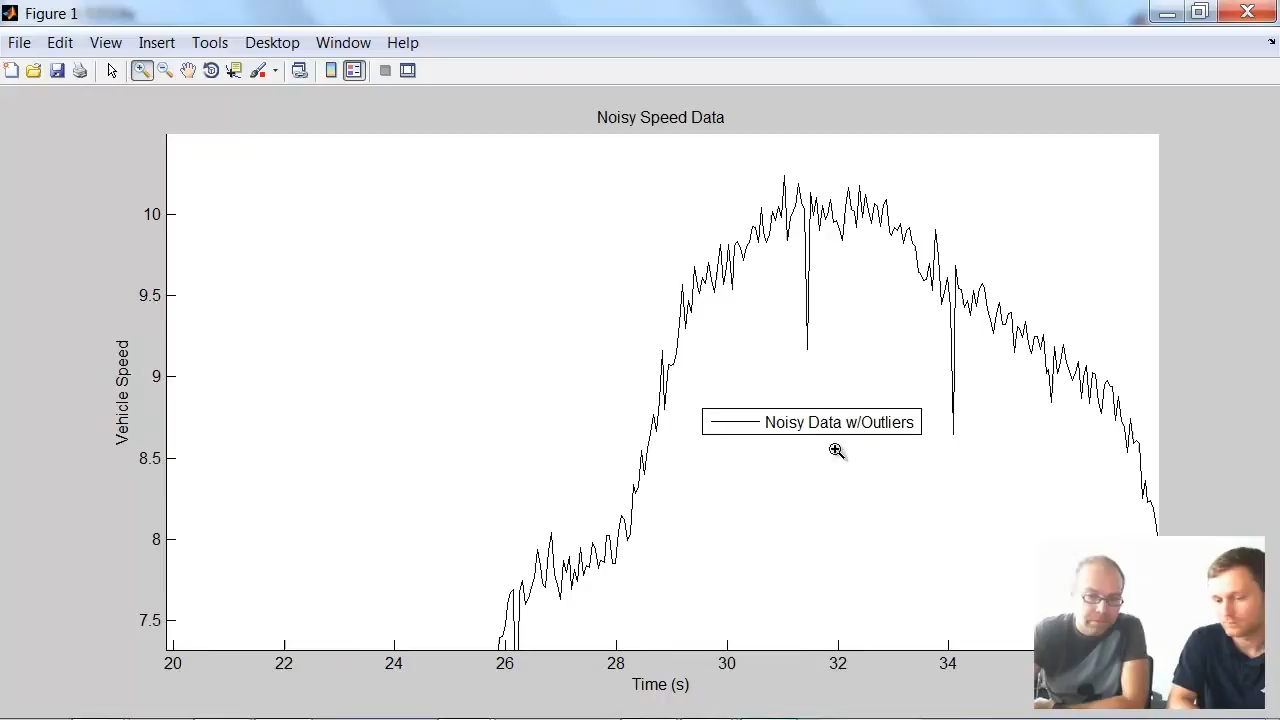 Figure 1
File Edit View Insert Tools Desktop Window Help
Noisy Speed Data
10
9.5
9
8.5
8
7.5
Vehicle Speed
Noisy Data w/Outliers
20 22 24 26 28 30 32 34
Time (s)